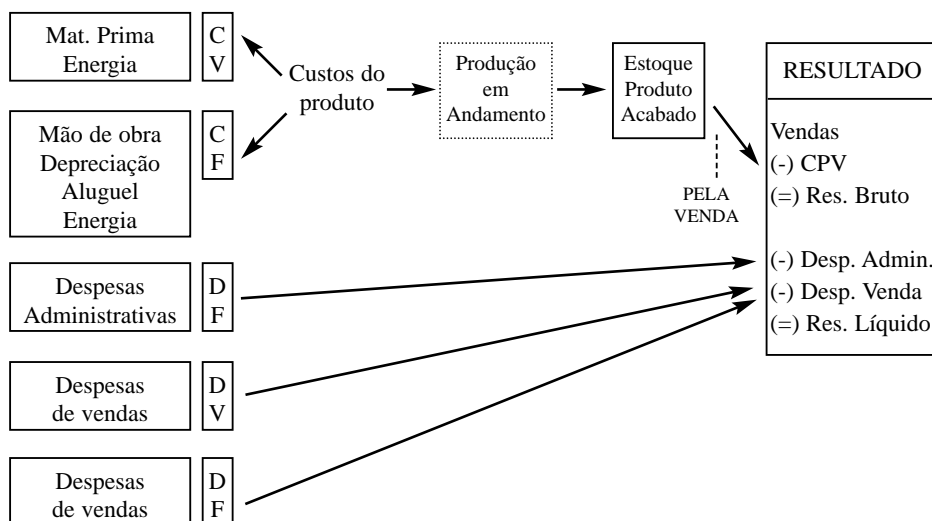 Mat. Prima
Energia
C
V
Custos do
produto
Produção
em
Andamento
Estoque
Produto
Acabado
RESULTADO
Mão de obra
Depreciação
Aluguel
Energia
C
F
Vendas
(-) CPV
(=) Res. Bruto
PELA
VENDA
(-) Desp. Admin.
(-) Desp. Venda
(=) Res. Líquido
Despesas
Administrativas
D
F
Despesas
de vendas
D
V
Despesas
de vendas
D
F